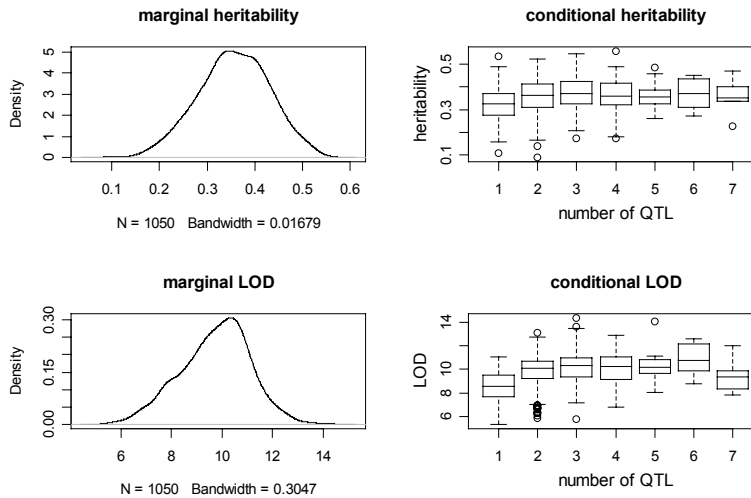 marginal heritability
Density
0 1 2 3 4 5
0.1 0.2 0.3 0.4 0.5 0.6
N = 1050 Bandwidth = 0.01679
conditional heritability
heritability
0.1 0.3 0.5
1 2 3 4 5 6 7
number of QTL
marginal LOD
Density
0.00 0.15 0.30
6 8 10 12 14
N = 1050 Bandwidth = 0.3047
conditional LOD
LOD
6 8 10 14
1 2 3 4 5 6 7
number of QTL